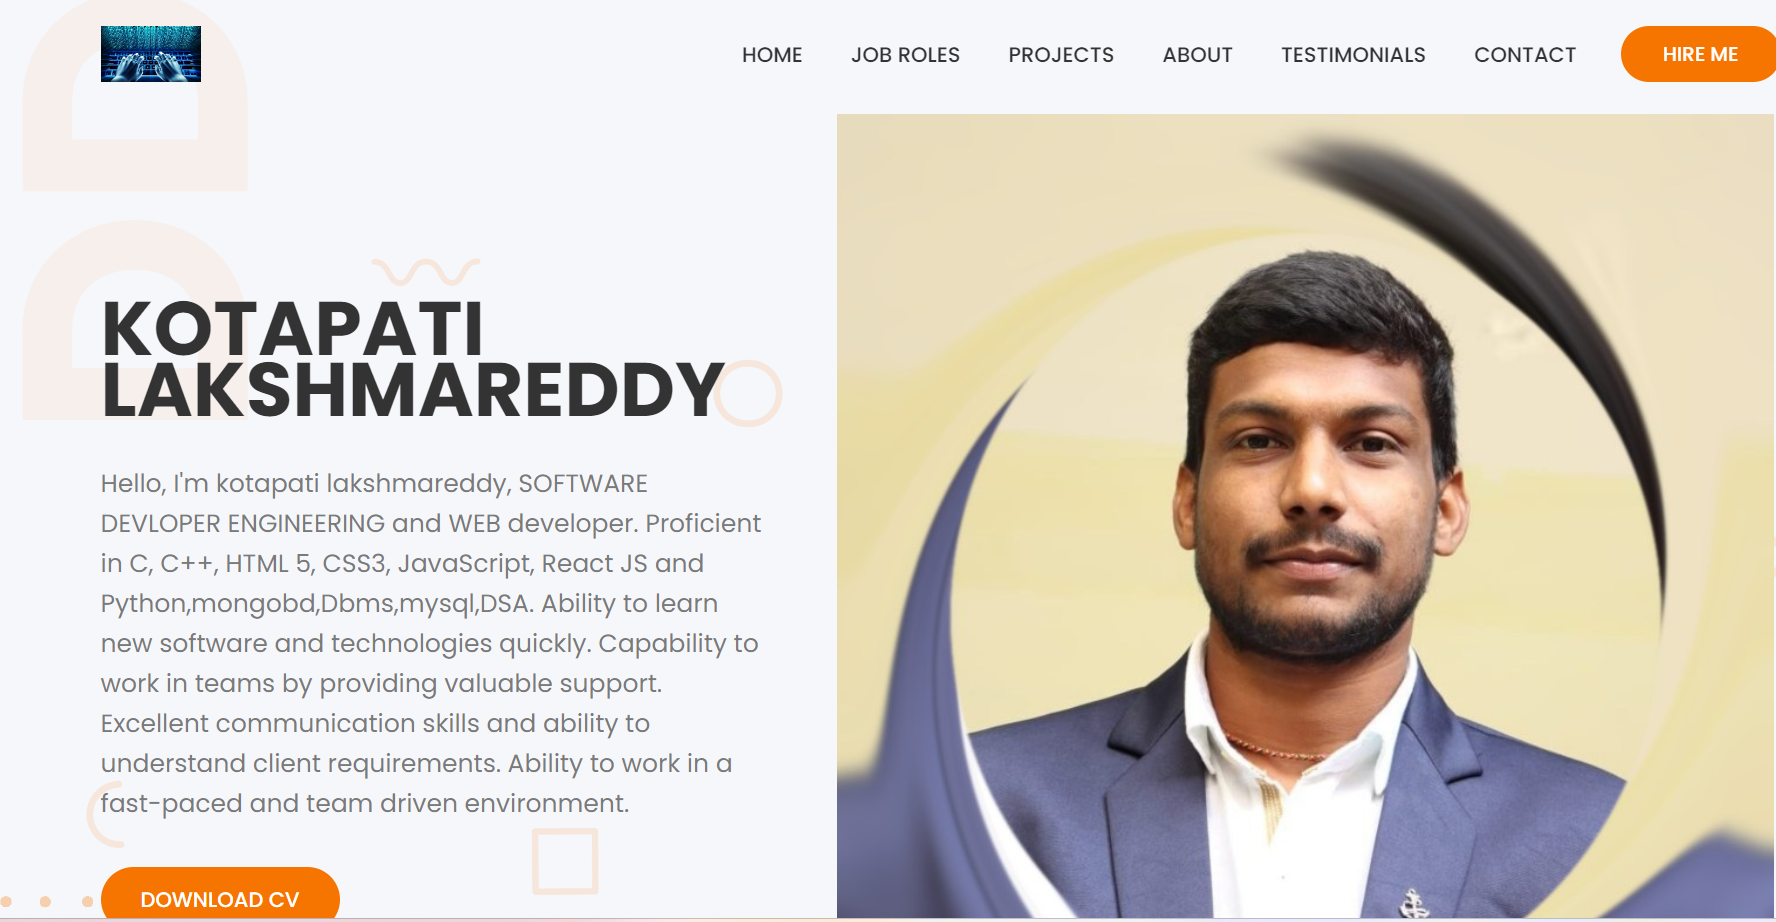 HOME JOB ROLES PROJECTS ABOUT TESTIMONIALS CONTACT HIRE ME
KOTAPATI
LAKSHMAREDDY
Hello, I'm kotapati lakshmareddy, SOFTWARE
DEVLOPER ENGINEERING and WEB developer. Proficient
in C, C++, HTML 5, CSS3, JavaScript, React JS and
Python,mongobd,Dbms,mysql,DSA. Ability to learn
new software and technologies quickly. Capability to
work in teams by providing valuable support.
Excellent communication skills and ability to
understand client requirements. Ability to work in a
fast-paced and team driven environment.
DOWNLOAD CV